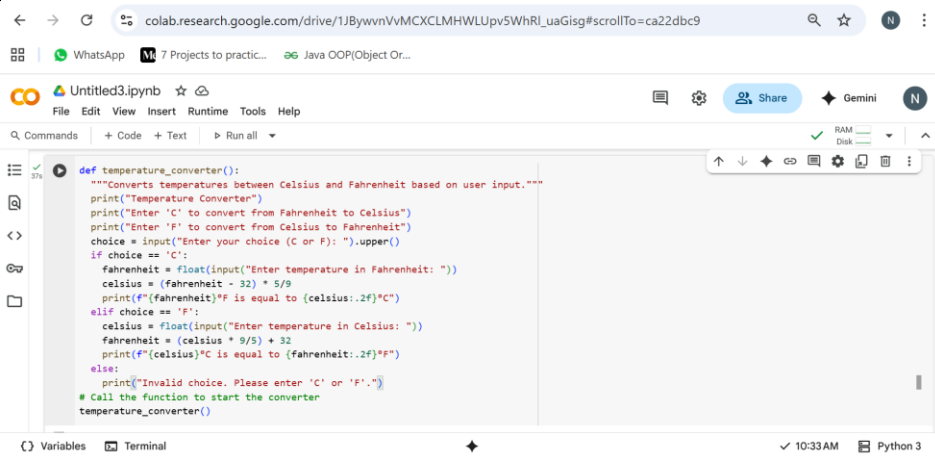 colab.research.google.com/drive/1JBywvnVvMCXCLMHWLUpv5WhRl_uaGisg#scrollTo=ca22dbc9
N
WhatsApp
7 Projects to practic...
Java OOP(Object Or...
Untitled3.ipynb
File Edit View Insert Runtime Tools Help
Share
Gemini
N
Commands
+ Code + Text
Run all
RAM
Disk
37s
def temperature_converter():
"""Converts temperatures between Celsius and Fahrenheit based on user input."""
print("Temperature Converter")
print("Enter 'C' to convert from Fahrenheit to Celsius")
print("Enter 'F' to convert from Celsius to Fahrenheit")
choice = input("Enter your choice (C or F): ").upper()
if choice == 'C':
fahrenheit = float(input("Enter temperature in Fahrenheit: "))
celsius = (fahrenheit - 32) * 5/9
print(f"{fahrenheit}°F is equal to {celsius:.2f}°C")
elif choice == 'F':
celsius = float(input("Enter temperature in Celsius: "))
fahrenheit = (celsius * 9/5) + 32
print(f"{celsius}°C is equal to {fahrenheit:.2f}°F")
else:
print("Invalid choice. Please enter 'C' or 'F'.")
# Call the function to start the converter
temperature_converter()
Variables
Terminal
10:33 AM
Python 3